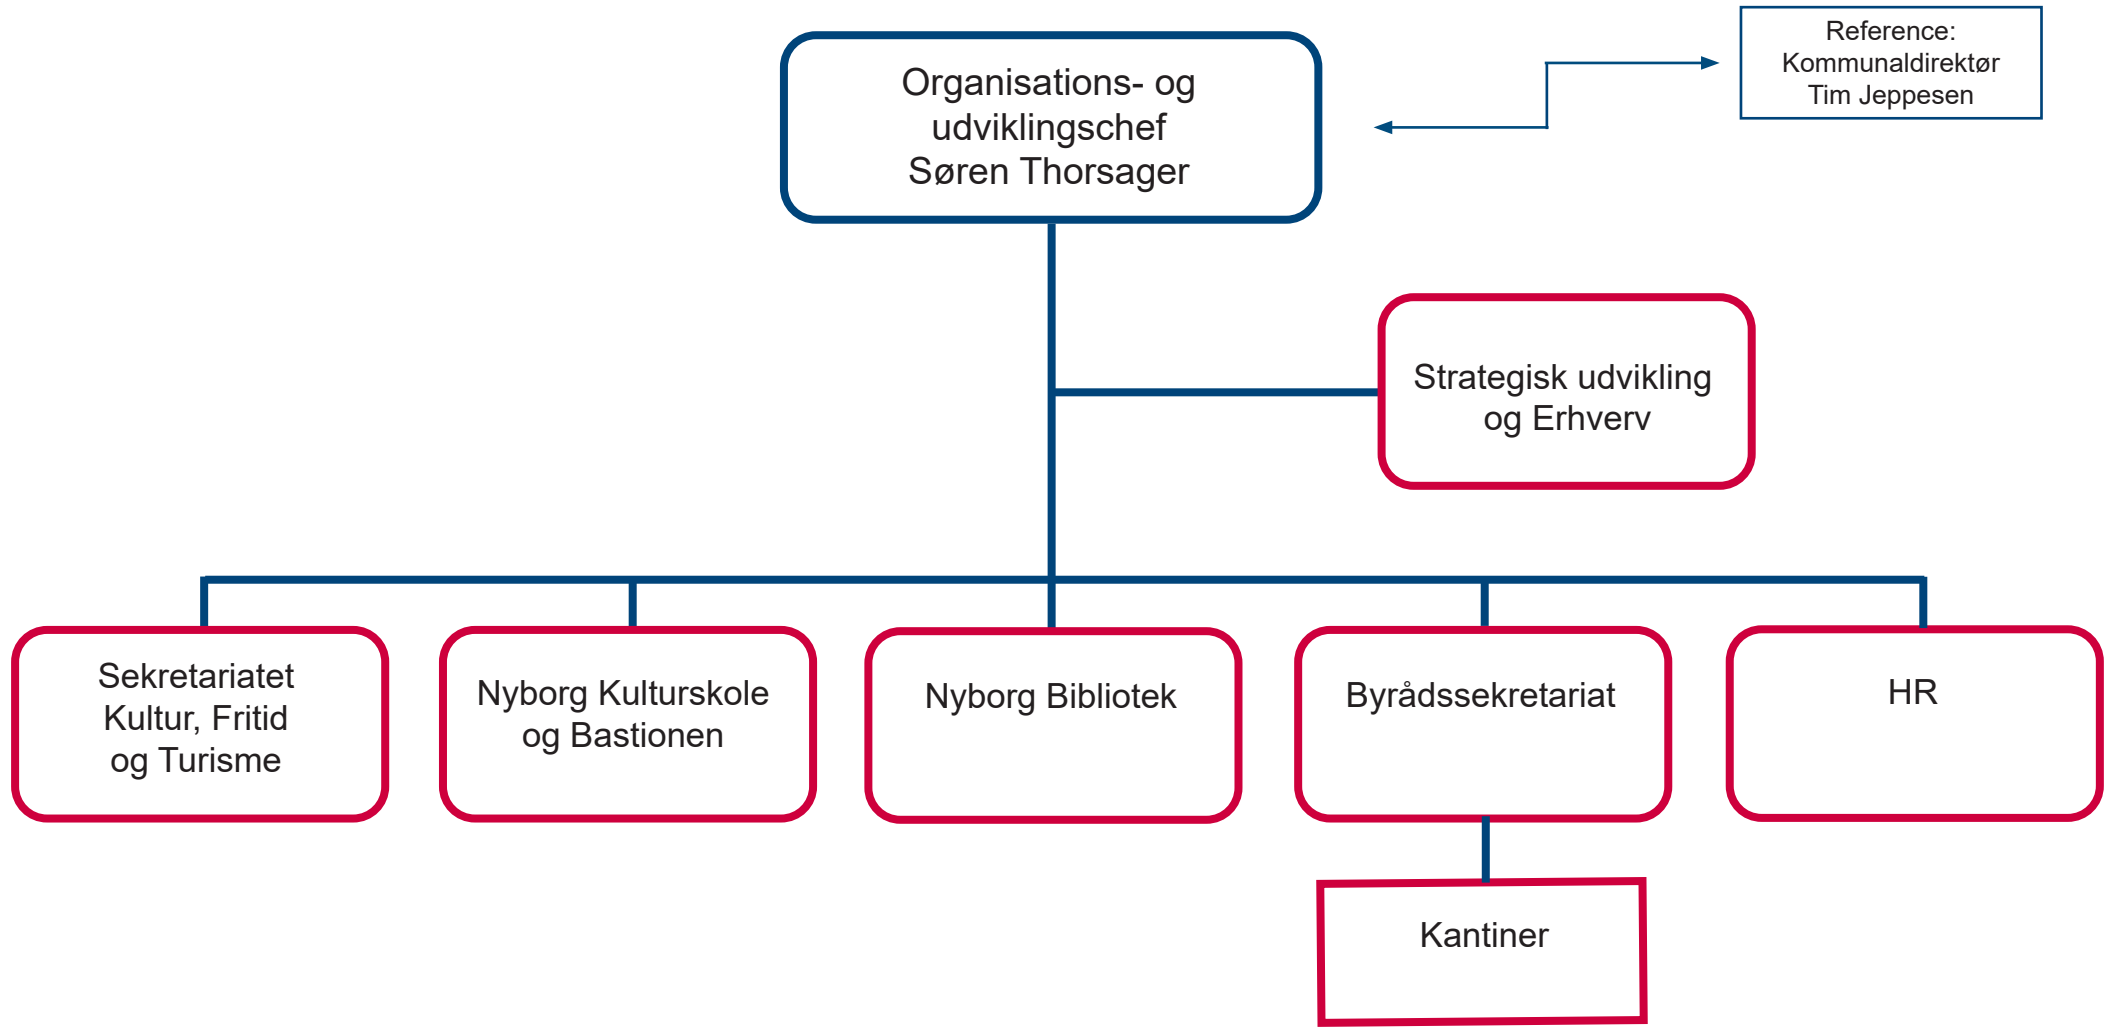 Reference:
Kommunaldirektør
Tim Jeppesen
Organisations- og
udviklingschef
Søren Thorsager
Strategisk udvikling
og Erhverv
Sekretariatet
Kultur, Fritid
og Turisme
Nyborg Kulturskole
og Bastionen
Nyborg Bibliotek
Byrådssekretariat
HR
Kantiner